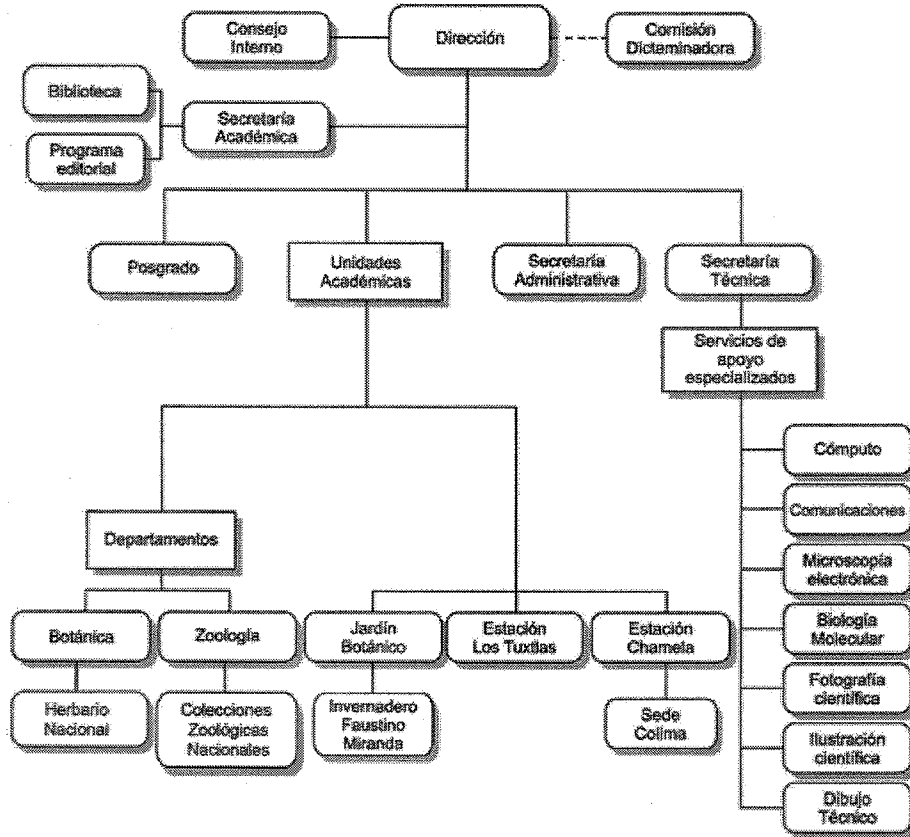 Consejo
Interno
Dirección
Comisión
Dictaminadora
Biblioteca
Secretaría
Académica
Programa
editorial
Posgrado
Unidades
Académicas
Secretaría
Administrativa
Secretaría
Técnica
Servicios de
apoyo
especializados
Cómputo
Comunicaciones
Microscopía
electrónica
Biología
Molecular
Fotografía
científica
Ilustración
científica
Dibujo
Técnico
Departamentos
Botánica
Zoología
Jardín
Botánico
Estación
Los Tuxtlas
Estación
Chamela
Herbario
Nacional
Colecciones
Zoológicas
Nacionales
Invernadero
Faustino
Miranda
Sede
Colima